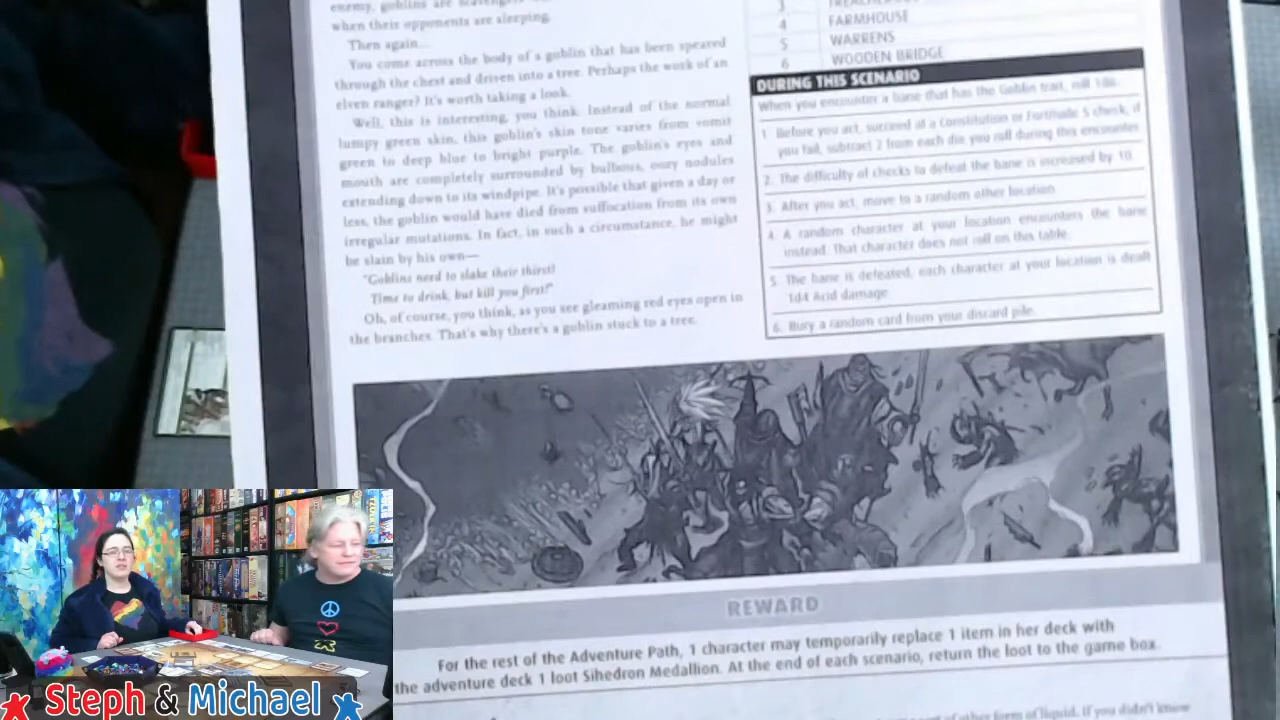 enemy, goblins are scavengers
when their opponents are sleeping.
Then again...
You come across the body of a goblin that has been speared
through the chest and driven into a tree. Perhaps the work of an
elven ranger? It's worth taking a look.
Well, this is interesting, you think. Instead of the normal
lumpy green skin, this goblin's skin tone varies from vomit
green to deep blue to bright purple. The goblin's eyes and
mouth are completely surrounded by bulbous, oozy nodules
extending down to its windpipe. It's possible that given a day or
less, the goblin would have died from suffocation from its own
irregular mutations. In fact, in such a circumstance, he might
be slain by his own—
"Goblins need to slake their thirst!
Time to drink, but kill you first!"
Oh, of course, you think, as you see gleaming red eyes open in
the branches. That's why there's a goblin stuck to a tree.
3
4 FARMHOUSE
5 WARRENS
6 WOODEN BRIDGE
DURING THIS SCENARIO
When you encounter a bane that has the Goblin trait, roll 1d6.
1. Before you act, succeed at a Constitution or Fortitude 5 check; if
you fail, subtract 2 from each die you roll during this encounter.
2. The difficulty of checks to defeat the bane is increased by 10.
3. After you act, move to a random other location.
4. A random character at your location encounters the bane
instead. That character does not roll on this table.
5. The bane is defeated; each character at your location is dealt
1d4 Acid damage.
6. Bury a random card from your discard pile.
REWARD
For the rest of the Adventure Path, 1 character may temporarily replace 1 item in her deck with
the adventure deck 1 loot Sihedron Medallion. At the end of each scenario, return the loot to the game box.
other form of liquid. If you didn't know
Steph & Michael